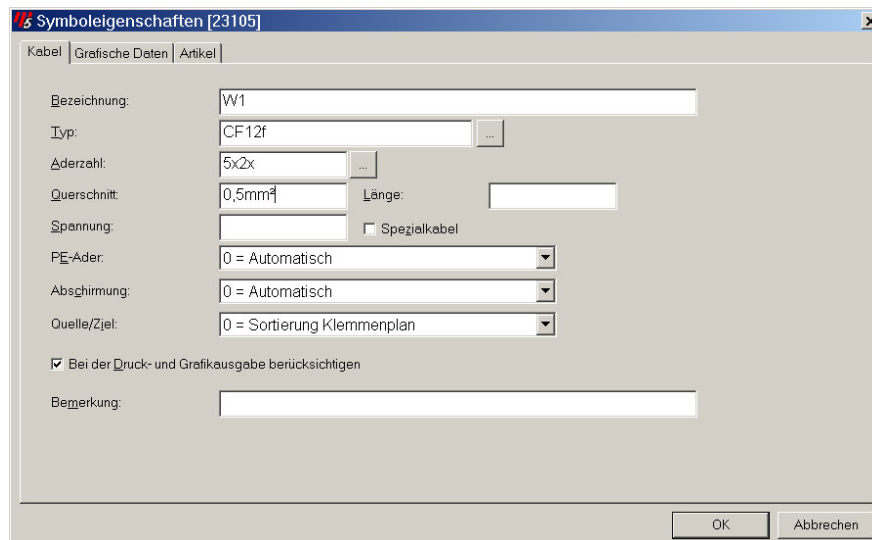 Symboleigenschaften [23105]
Kabel Grafische Daten Artikel
Bezeichnung: W1
Typ: CF12f ...
Aderzahl: 5x2x ...
Querschnitt: 0,5mm² Länge:
Spannung: Spezialkabel
PE-Ader: 0 = Automatisch
Abschirmung: 0 = Automatisch
Quelle/Ziel: 0 = Sortierung Klemmenplan
Bei der Druck- und Grafikausgabe berücksichtigen
Bemerkung:
OK Abbrechen